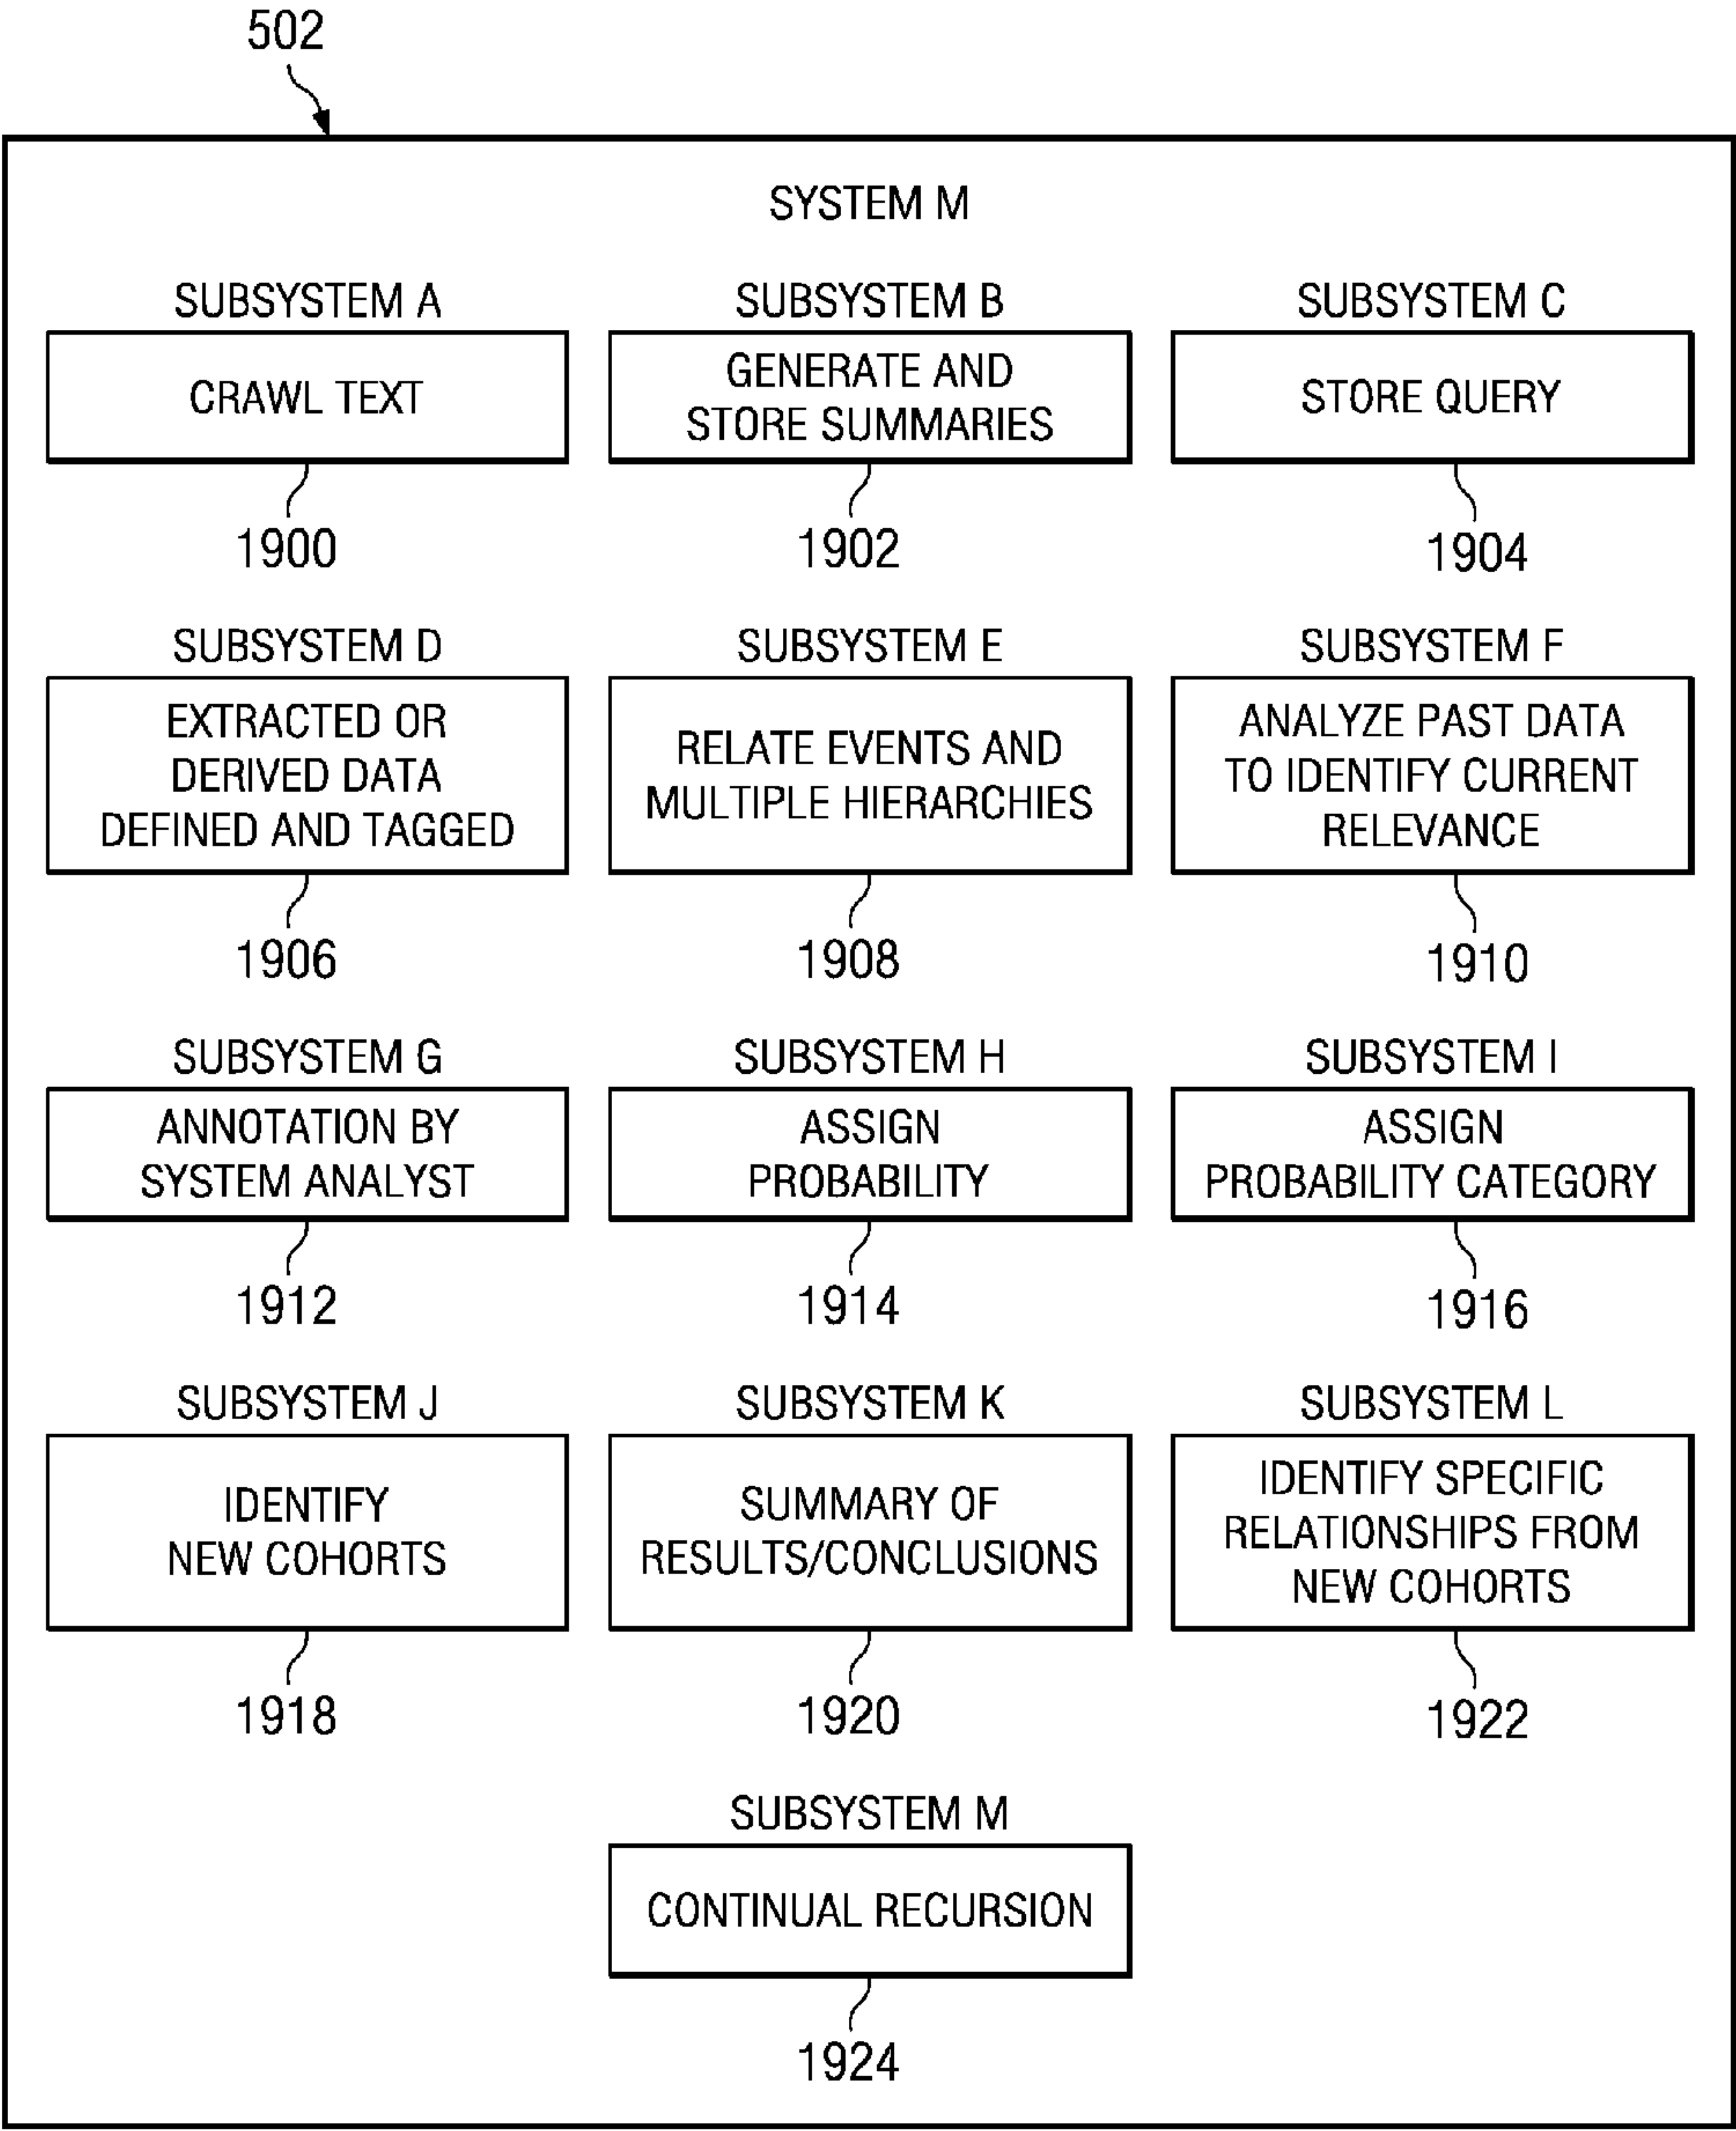 502
SYSTEM M
SUBSYSTEM A
CRAWL TEXT
1900
SUBSYSTEM B
GENERATE AND
STORE SUMMARIES
1902
SUBSYSTEM C
STORE QUERY
1904
SUBSYSTEM D
EXTRACTED OR
DERIVED DATA
DEFINED AND TAGGED
1906
SUBSYSTEM E
RELATE EVENTS AND
MULTIPLE HIERARCHIES
1908
SUBSYSTEM F
ANALYZE PAST DATA
TO IDENTIFY CURRENT
RELEVANCE
1910
SUBSYSTEM G
ANNOTATION BY
SYSTEM ANALYST
1912
SUBSYSTEM H
ASSIGN
PROBABILITY
1914
SUBSYSTEM I
ASSIGN
PROBABILITY CATEGORY
1916
SUBSYSTEM J
IDENTIFY
NEW COHORTS
1918
SUBSYSTEM K
SUMMARY OF
RESULTS/CONCLUSIONS
1920
SUBSYSTEM L
IDENTIFY SPECIFIC
RELATIONSHIPS FROM
NEW COHORTS
1922
SUBSYSTEM M
CONTINUAL RECURSION
1924